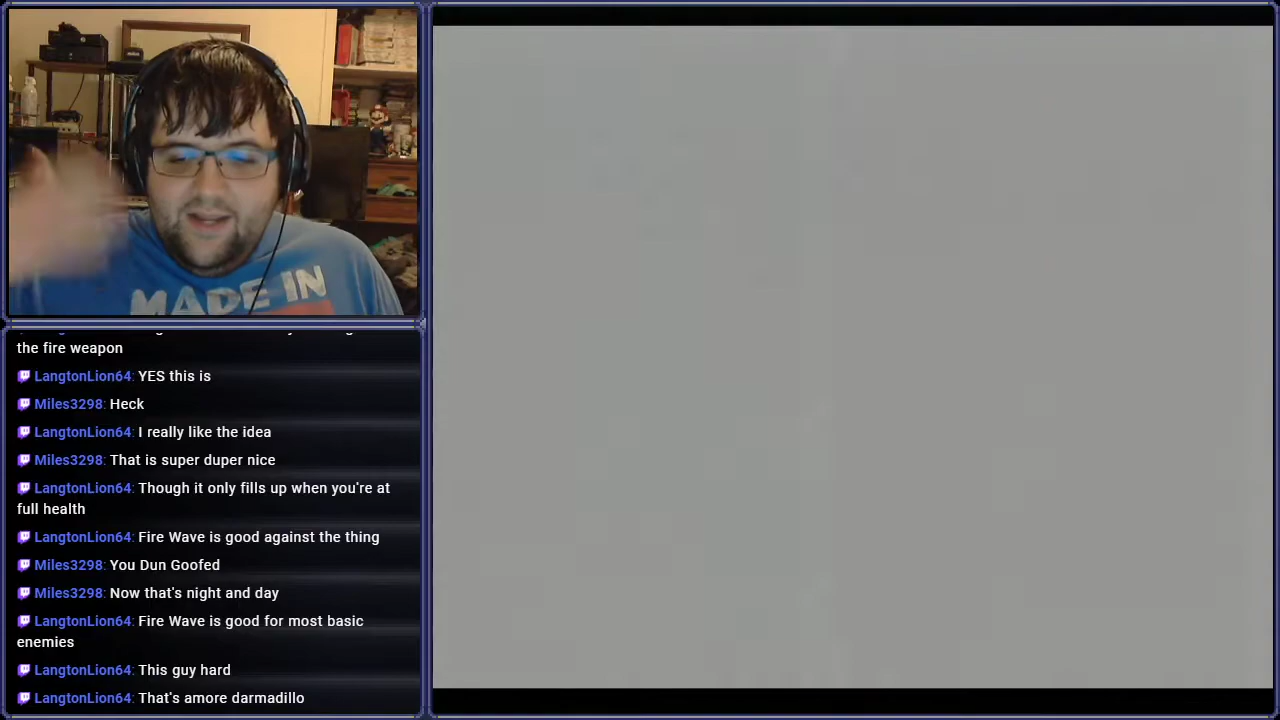 MADE IN
the fire weapon
LangtonLion64: YES this is
Miles3298: Heck
LangtonLion64: I really like the idea
Miles3298: That is super duper nice
LangtonLion64: Though it only fills up when you're at
full health
LangtonLion64: Fire Wave is good against the thing
Miles3298: You Dun Goofed
Miles3298: Now that's night and day
LangtonLion64: Fire Wave is good for most basic
enemies
LangtonLion64: This guy hard
LangtonLion64: That's amore darmadillo